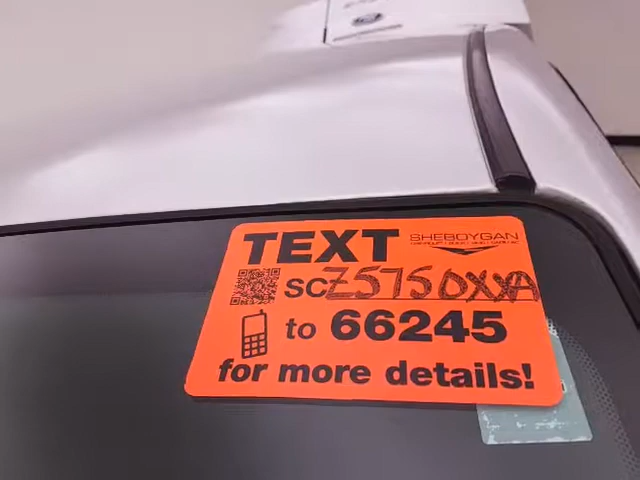 TEXT
SHEBOYGAN
SCZ5750XXA
to 66245
for more details!